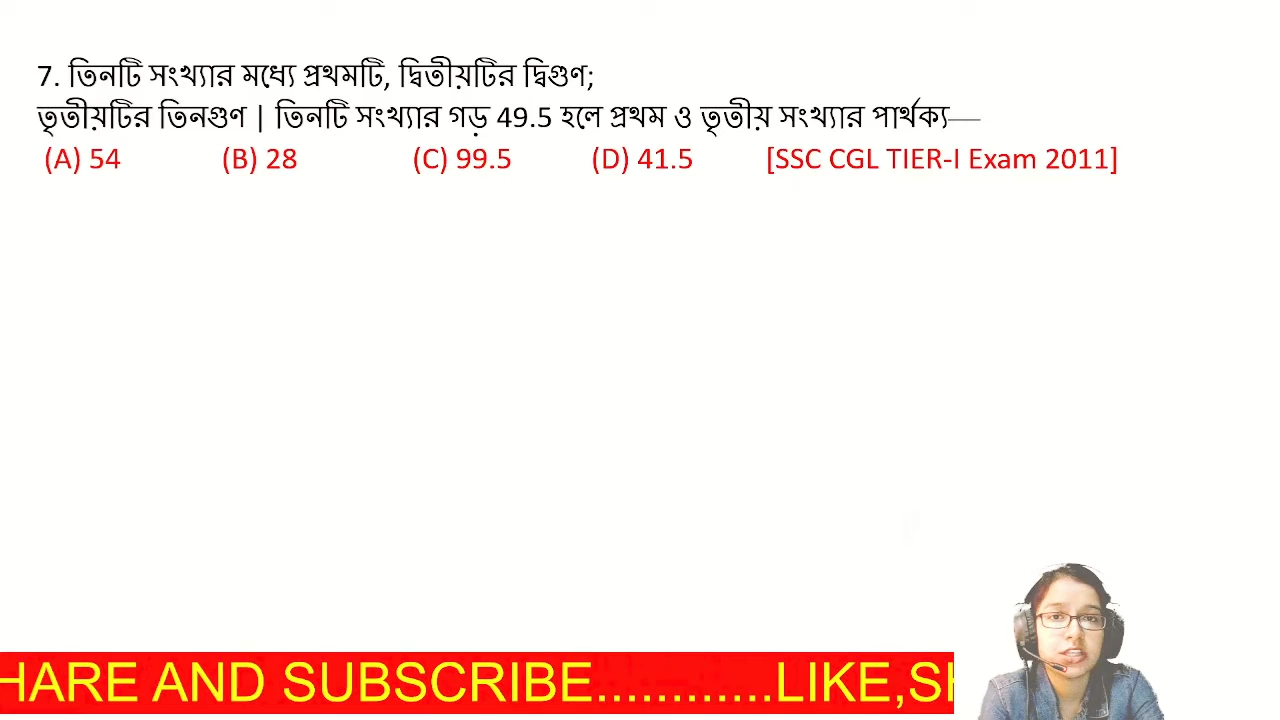 7. তিনটি সংখ্যার মধ্যে প্রথমটি, দ্বিতীয়টির দ্বিগুণ;
তৃতীয়টির তিনগুণ | তিনটি সংখ্যার গড় 49.5 হলে প্রথম ও তৃতীয় সংখ্যার পার্থক্য—
(A) 54 (B) 28 (C) 99.5 (D) 41.5 [SSC CGL TIER-I Exam 2011]
HARE AND SUBSCRIBE............LIKE,SH